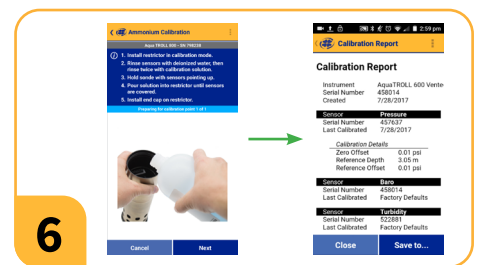 Ammonium Calibration
Aqua TROLL 600 - SN 798258
1. Install restrictor in calibration mode.
2. Rinse sensors with deionized water, then
rinse twice with calibration solution.
3. Hold sonde with sensors pointing up.
4. Pour solution into restrictor until sensors
are covered.
5. Install end cap on restrictor.
Preparing for calibration point 1 of 1
Cancel Next
2:59 pm
Calibration Report
Calibration Report
Instrument AquaTROLL 600 Vente
Serial Number 458014
Created 7/28/2017
Sensor Pressure
Serial Number 457637
Last Calibrated 7/28/2017
Calibration Details
Zero Offset 0.01 psi
Reference Depth 3.05 m
Reference Offset 0.01 psi
Sensor Baro
Serial Number 458014
Last Calibrated Factory Defaults
Sensor Turbidity
Serial Number 522881
Last Calibrated Factory Defaults
Close Save to...
6